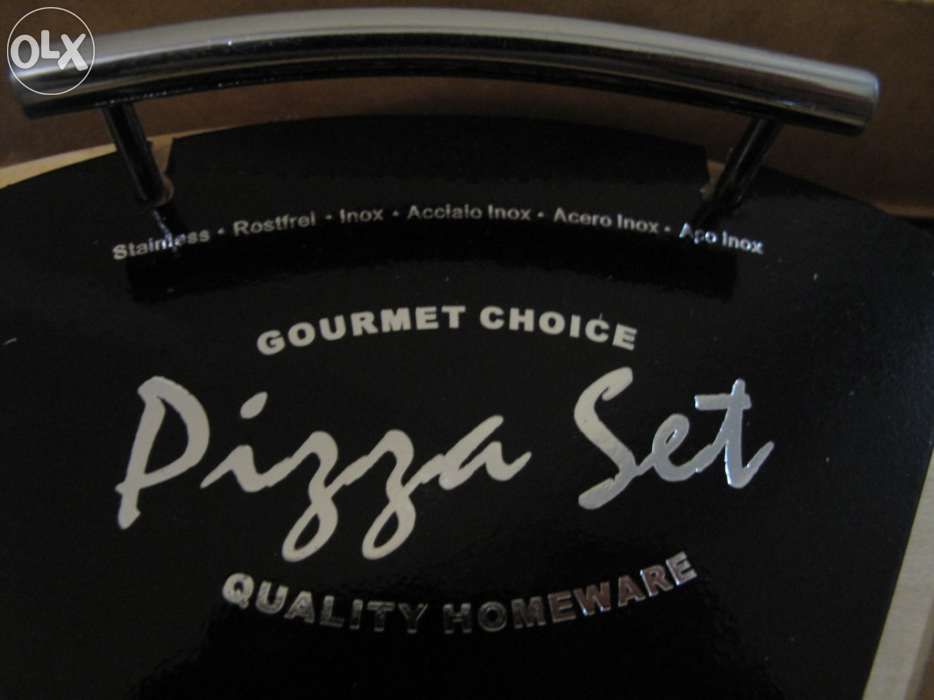 OLX
Stainless • Rostfrei • Inox • Acciaio Inox • Acero Inox • Aço Inox
GOURMET CHOICE
Pizza Set
QUALITY HOMEWARE